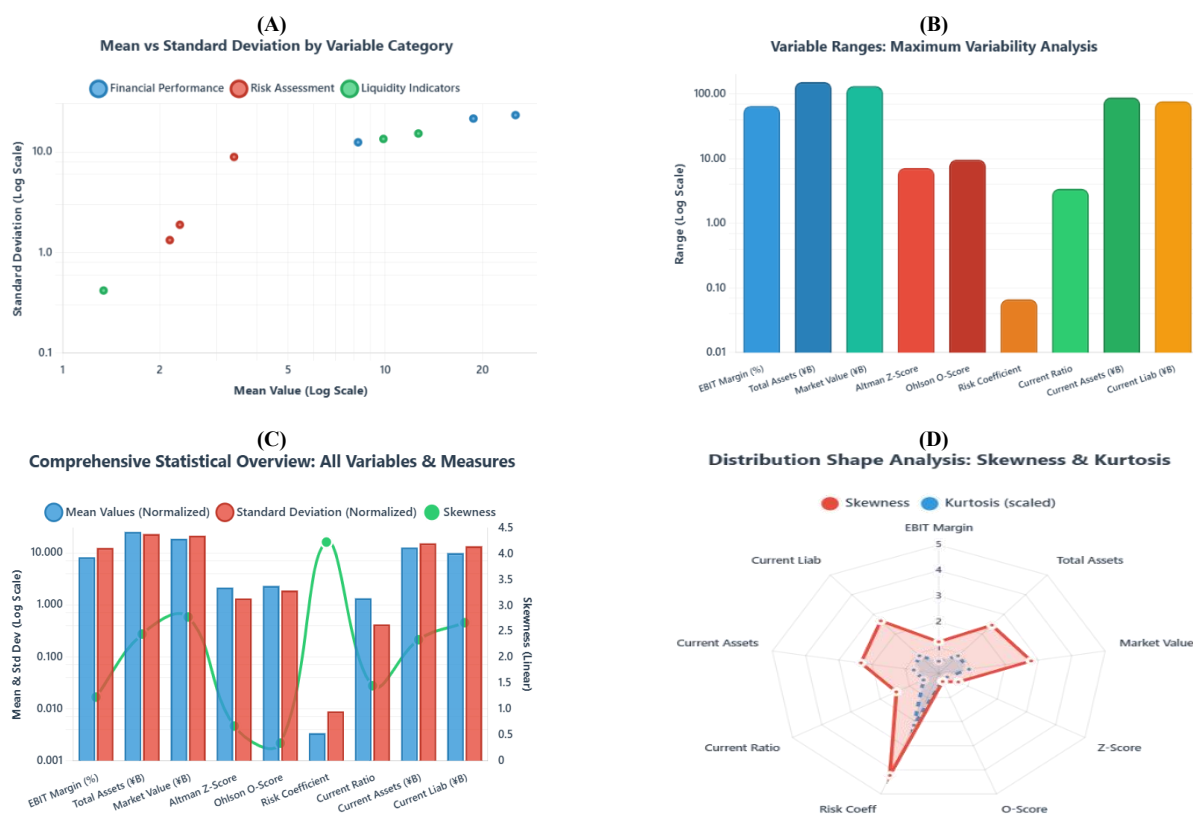 (A)
Mean vs Standard Deviation by Variable Category
Financial Performance Risk Assessment Liquidity Indicators
Standard Deviation (Log Scale)
10.0
1.0
0.1
1 2 5 10 20
Mean Value (Log Scale)
(B)
Variable Ranges: Maximum Variability Analysis
Range (Log Scale)
100.00
10.00
1.00
0.10
0.01
EBIT Margin (%)
Total Assets (¥B)
Market Value (¥B)
Altman Z-Score
Ohlson O-Score
Risk Coefficient
Current Ratio
Current Assets (¥B)
Current Liab (¥B)
(C)
Comprehensive Statistical Overview: All Variables & Measures
Mean Values (Normalized) Standard Deviation (Normalized) Skewness
Mean & Std Dev (Log Scale)
10.000
1.000
0.100
0.010
0.001
4.5
4.0
3.5
3.0
2.5
2.0
1.5
1.0
0.5
0
Skewness (Linear)
EBIT Margin (%)
Total Assets (¥B)
Market Value (¥B)
Altman Z-Score
Ohlson O-Score
Risk Coefficient
Current Ratio
Current Assets (¥B)
Current Liab (¥B)
(D)
Distribution Shape Analysis: Skewness & Kurtosis
Skewness Kurtosis (scaled)
EBIT Margin
Total Assets
Market Value
Z-Score
O-Score
Risk Coeff
Current Ratio
Current Assets
Current Liab
5
4
3
2